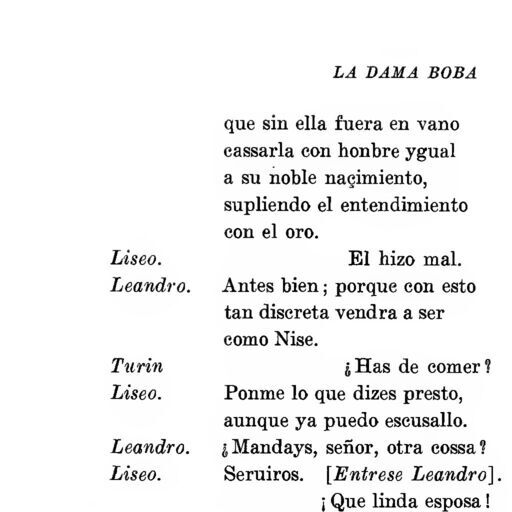 LA DAMA BOBA
que sin ella fuera en vano
cassarla con honbre ygual
a su noble naçimiento,
supliendo el entendimiento
con el oro.
Liseo. El hizo mal.
Leandro. Antes bien; porque con esto
tan discreta vendra a ser
como Nise.
Turin ¿Has de comer?
Liseo. Ponme lo que dizes presto,
aunque ya puedo escusallo.
Leandro. ¿Mandays, señor, otra cossa?
Liseo. Seruiros. [Entrese Leandro].
¡Que linda esposa!